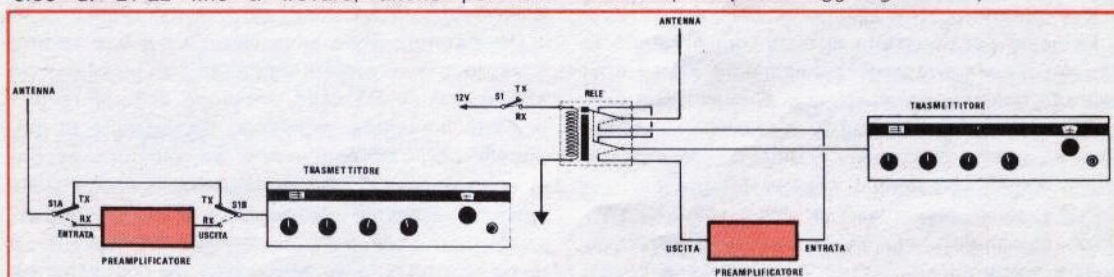 ANTENNA
TRASMETTITORE
S1A
TX
RX
ENTRATA
TX
S1B
RX
USCITA
PREAMPLIFICATORE
ANTENNA
RELE'
12V
S1
TX
RX
TRASMETTITORE
USCITA
ENTRATA
PREAMPLIFICATORE